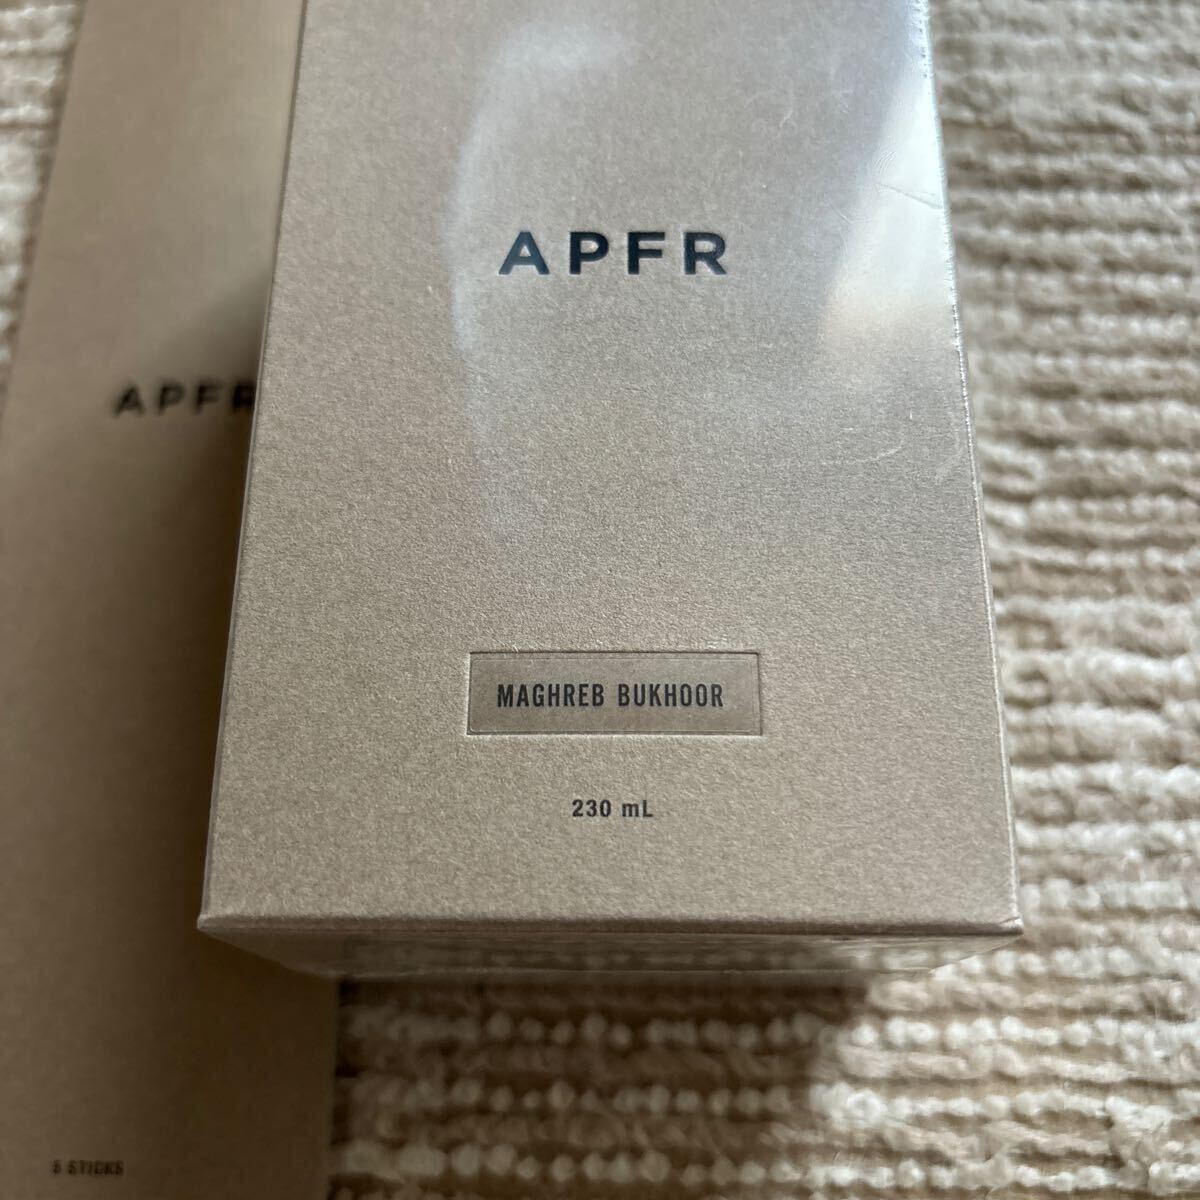 APFR
MAGHREB BUKHOOR
230 mL
APFR
5 STICKS